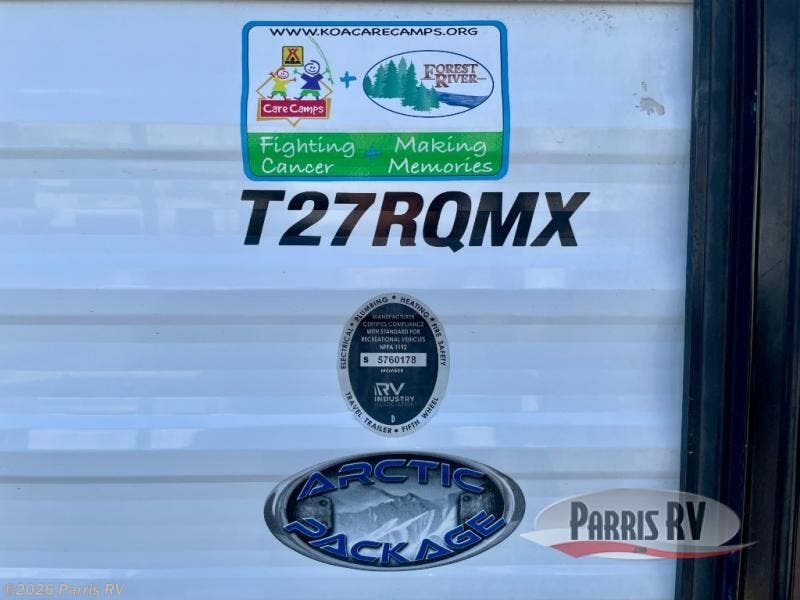 WWW.KOACARECAMPS.ORG
KOA
Care Camps
+
FOREST RIVER
Fighting Cancer + Making Memories
T27RQMX
ELECTRICAL • PLUMBING • HEATING • FIRE SAFETY
MANUFACTURER
CERTIFIES COMPLIANCE
WITH STANDARD FOR
RECREATIONAL VEHICLES
NFPA 1192
S 5760178
MEMBER
RV
INDUSTRY
ASSOCIATION
D
TRAVEL TRAILER • FIFTH WHEEL
ARCTIC
PACKAGE
PARRIS RV
©2026 Parris RV